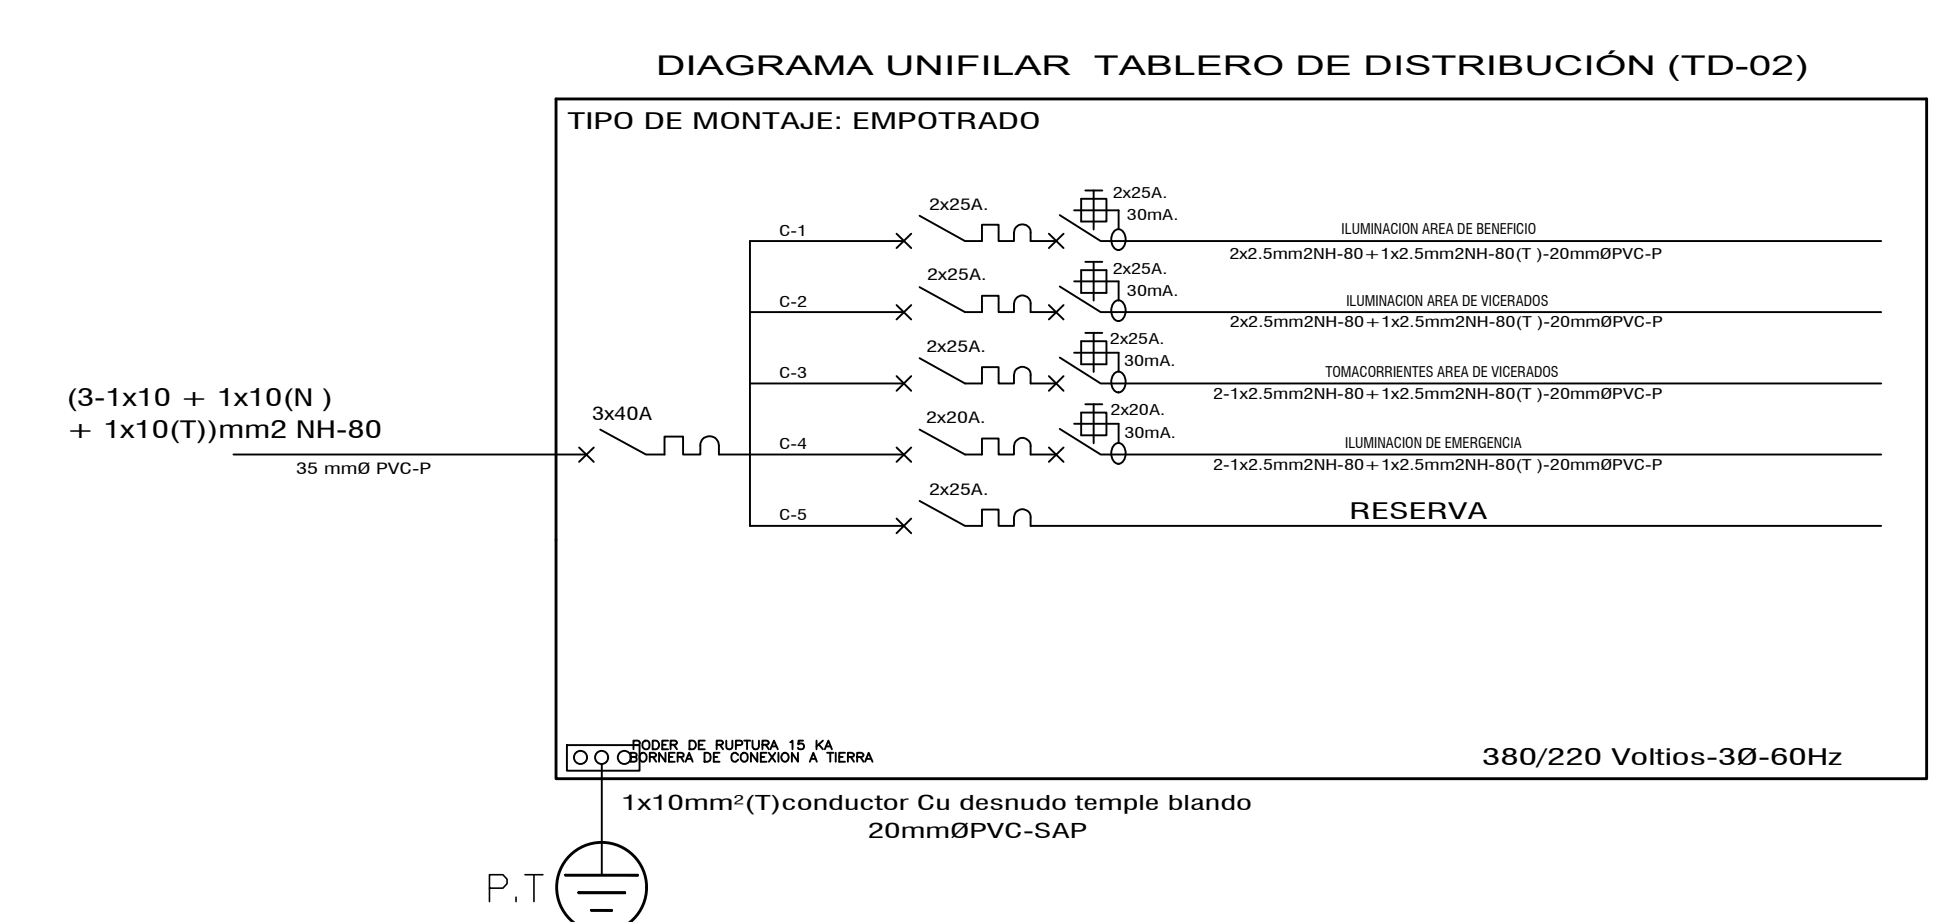 DIAGRAMA UNIFILAR TABLERO DE DISTRIBUCIÓN (TD-02)
TIPO DE MONTAJE: EMPOTRADO
(3-1x10 + 1x10(N )
+ 1x10(T))mm2 NH-80
35 mmØ PVC-P
3x40A
C-1
2x25A.
2x25A.
30mA.
ILUMINACION AREA DE BENEFICIO
2x2.5mm2NH-80+1x2.5mm2NH-80(T )-20mmØPVC-P
C-2
2x25A.
2x25A.
30mA.
ILUMINACION AREA DE VICERADOS
2x2.5mm2NH-80+1x2.5mm2NH-80(T )-20mmØPVC-P
C-3
2x25A.
2x25A.
30mA.
TOMACORRIENTES AREA DE VICERADOS
2-1x2.5mm2NH-80+1x2.5mm2NH-80(T )-20mmØPVC-P
C-4
2x20A.
2x20A.
30mA.
ILUMINACION DE EMERGENCIA
2-1x2.5mm2NH-80+1x2.5mm2NH-80(T )-20mmØPVC-P
C-5
2x25A.
RESERVA
PODER DE RUPTURA 15 KA
BORNERA DE CONEXION A TIERRA
380/220 Voltios-3Ø-60Hz
1x10mm²(T)conductor Cu desnudo temple blando
20mmØPVC-SAP
P.T